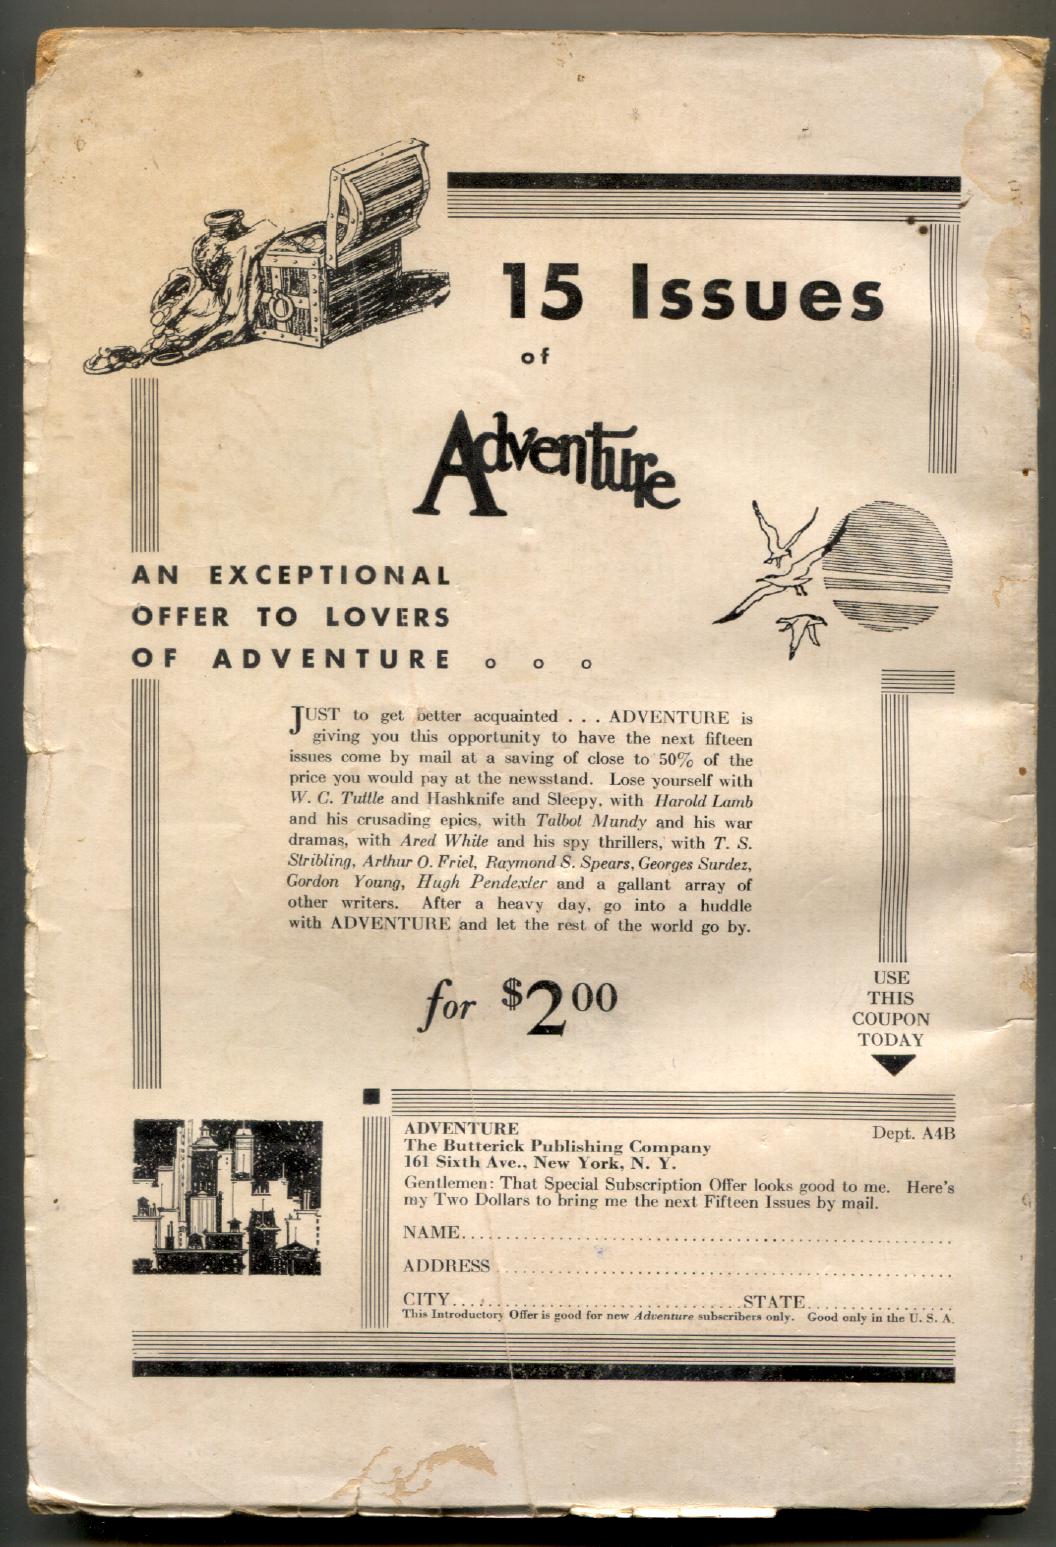 15 Issues
of
Adventure
AN EXCEPTIONAL
OFFER TO LOVERS
OF ADVENTURE . . .
JUST to get better acquainted . . . ADVENTURE is
giving you this opportunity to have the next fifteen
issues come by mail at a saving of close to 50% of the
price you would pay at the newsstand. Lose yourself with
W. C. Tuttle and Hashknife and Sleepy, with Harold Lamb
and his crusading epics, with Talbot Mundy and his war
dramas, with Ared White and his spy thrillers, with T. S.
Stribling, Arthur O. Friel, Raymond S. Spears, Georges Surdez,
Gordon Young, Hugh Pendexter and a gallant array of
other writers. After a heavy day, go into a huddle
with ADVENTURE and let the rest of the world go by.
for $2 00
USE
THIS
COUPON
TODAY
ADVENTURE Dept. A4B
The Butterick Publishing Company
161 Sixth Ave., New York, N. Y.
Gentlemen: That Special Subscription Offer looks good to me. Here's
my Two Dollars to bring me the next Fifteen Issues by mail.
NAME
ADDRESS
CITY STATE
This Introductory Offer is good for new Adventure subscribers only. Good only in the U. S. A.